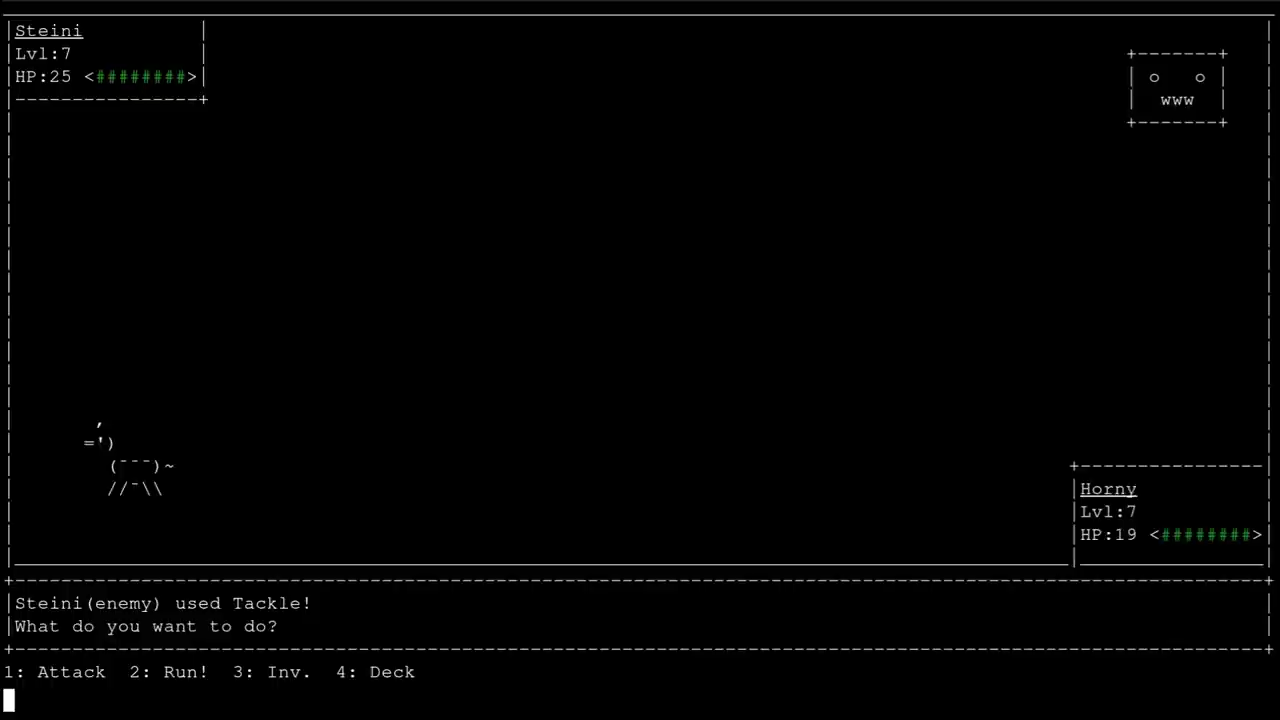 Steini
Lvl:7
HP:25 <########>
o   o
www
,
=')
(¯¯¯)~
//¯\\
Horny
Lvl:7
HP:19 <########>
Steini(enemy) used Tackle!
What do you want to do?
1: Attack  2: Run!  3: Inv.  4: Deck